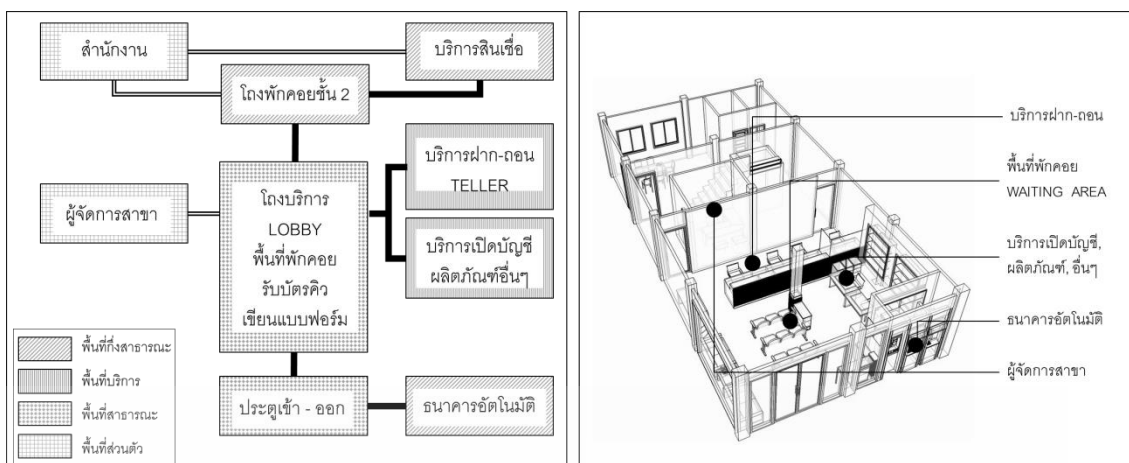 สำนักงาน
บริการสินเชื่อ
โถงพักคอยชั้น 2
บริการฝาก-ถอน
TELLER
ผู้จัดการสาขา
โถงบริการ
LOBBY
พื้นที่พักคอย
รับบัตรคิว
เขียนแบบฟอร์ม
บริการเปิดบัญชี
ผลิตภัณฑ์อื่นๆ
พื้นที่กึ่งสาธารณะ
พื้นที่บริการ
พื้นที่สาธารณะ
พื้นที่ส่วนตัว
ประตูเข้า - ออก
ธนาคารอัตโนมัติ
บริการฝาก-ถอน
พื้นที่พักคอย
WAITING AREA
บริการเปิดบัญชี,
ผลิตภัณฑ์, อื่นๆ
ธนาคารอัตโนมัติ
ผู้จัดการสาขา